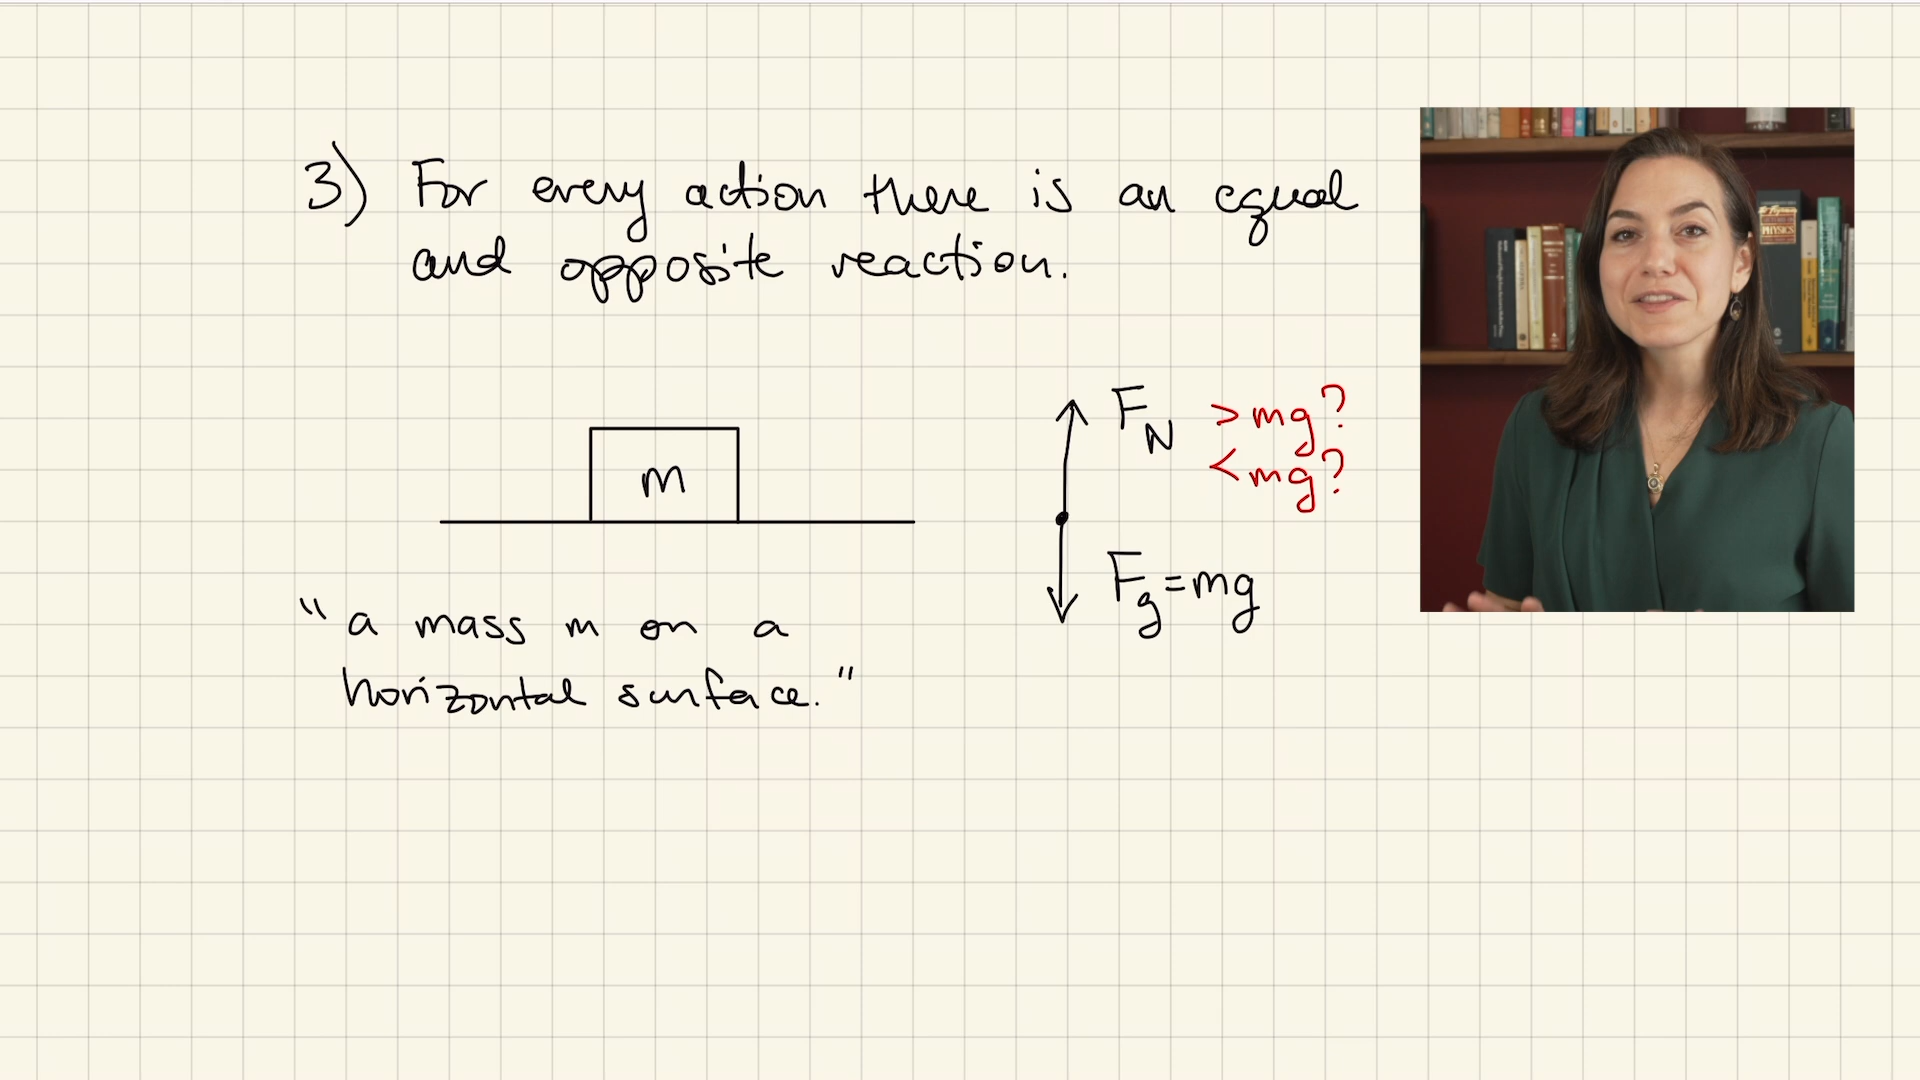 3) For every action there is an equal
and opposite reaction.
m
F_N > mg?
< mg?
F_g = mg
"a mass m on a
horizontal surface."
PHYSICS